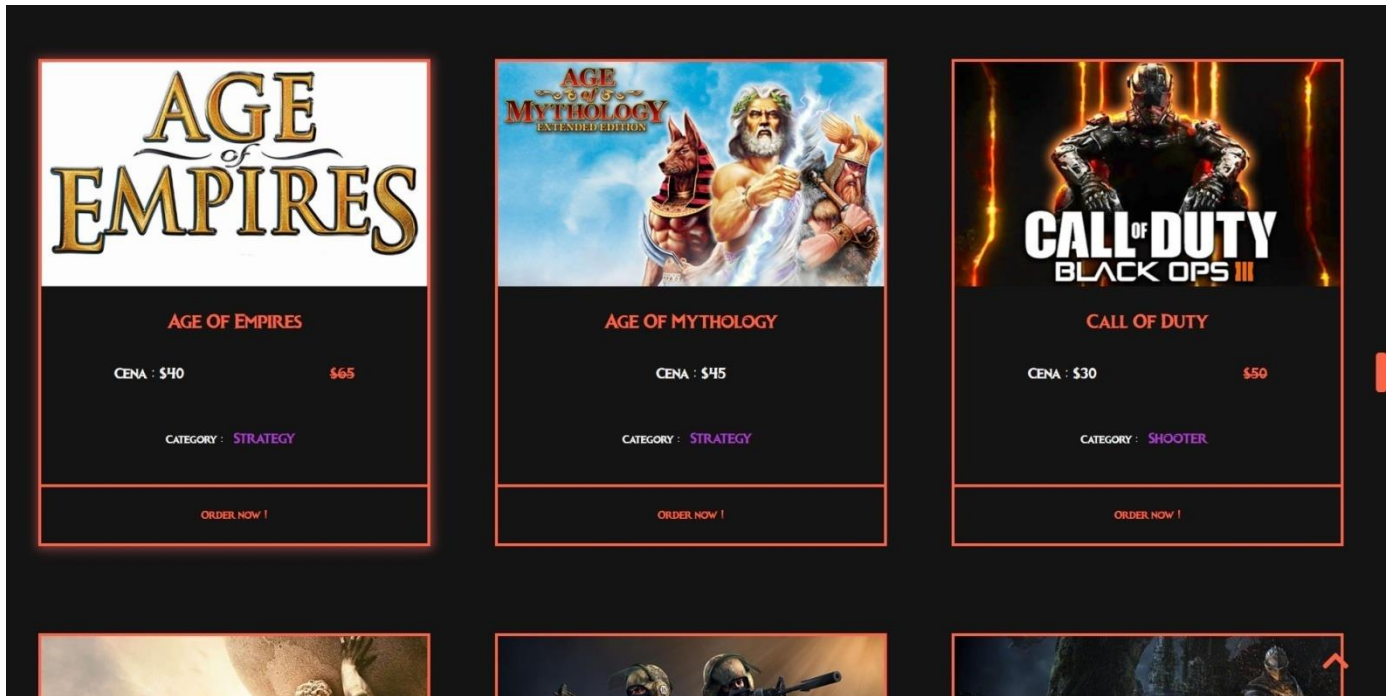 AGE
of
EMPIRES
AGE
of
MYTHOLOGY
EXTENDED EDITION
CALL OF DUTY
BLACK OPS III
Age Of Empires
Age Of Mythology
Call Of Duty
Cena : $40 $65
Cena : $45
Cena : $30 $50
Category : Strategy
Category : Strategy
Category : Shooter
Order now !
Order now !
Order now !